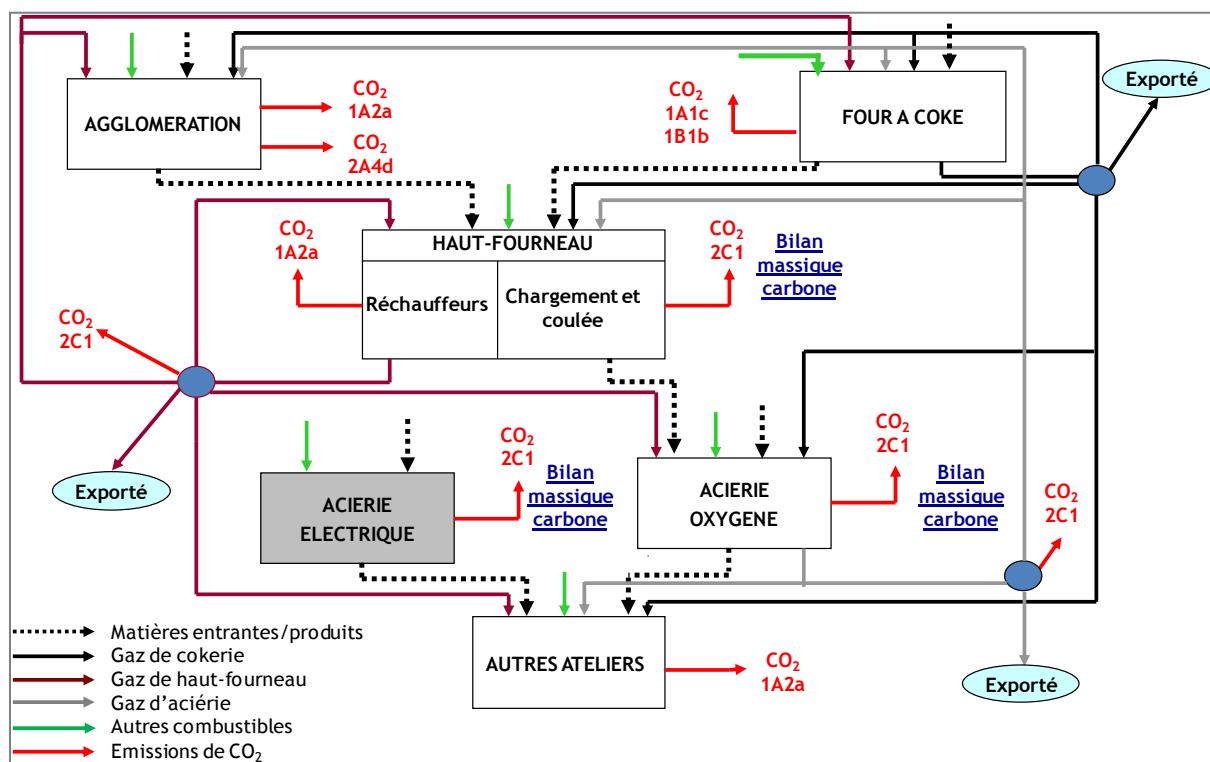 AGGLOMERATION
CO₂
1A2a
CO₂
2A4d
CO₂
1A1c
1B1b
FOUR A COKE
Exporté
CO₂
1A2a
HAUT-FOURNEAU
Réchauffeurs
Chargement et
coulée
CO₂
2C1
Bilan
massique
carbone
CO₂
2C1
Exporté
ACIERIE
ELECTRIQUE
CO₂
2C1
Bilan
massique
carbone
ACIERIE
OXYGENE
CO₂
2C1
Bilan
massique
carbone
CO₂
2C1
Exporté
AUTRES ATELIERS
CO₂
1A2a
Matières entrantes/produits
Gaz de cokerie
Gaz de haut-fourneau
Gaz d'aciérie
Autres combustibles
Emissions de CO₂